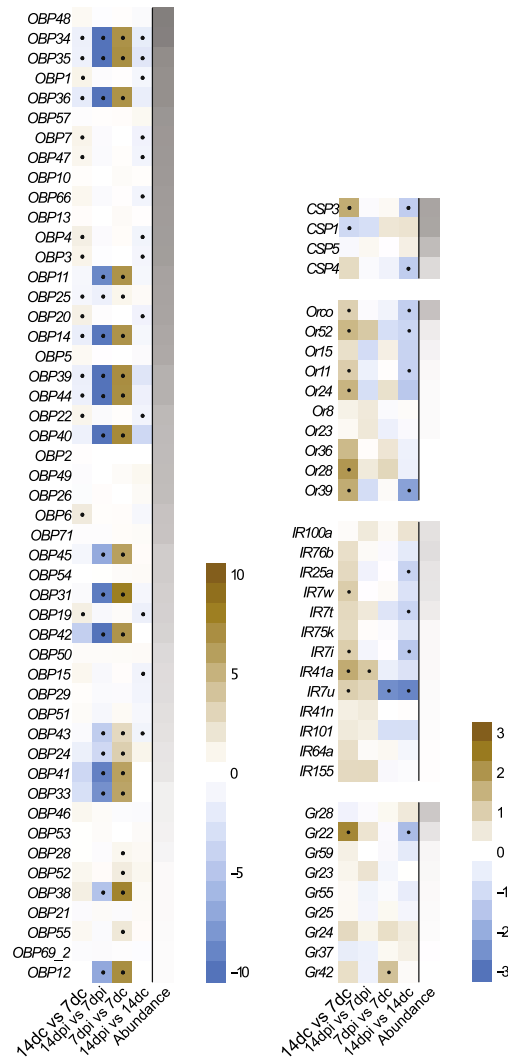 OBP48
OBP34
OBP35
OBP1
OBP36
OBP57
OBP7
OBP47
OBP10
OBP66
OBP13
OBP4
OBP3
OBP11
OBP25
OBP20
OBP14
OBP5
OBP39
OBP44
OBP22
OBP40
OBP2
OBP49
OBP26
OBP6
OBP71
OBP45
OBP54
OBP31
OBP19
OBP42
OBP50
OBP15
OBP29
OBP51
OBP43
OBP24
OBP41
OBP33
OBP46
OBP53
OBP28
OBP52
OBP38
OBP21
OBP55
OBP69_2
OBP12
14dc vs 7dc
14dpi vs 7dpi
7dpi vs 7dc
14dpi vs 14dc
Abundance
10
5
0
-5
-10
CSP3
CSP1
CSP5
CSP4
Orco
Or52
Or15
Or11
Or24
Or8
Or23
Or36
Or28
Or39
IR100a
IR76b
IR25a
IR7w
IR7t
IR75k
IR7i
IR41a
IR7u
IR41n
IR101
IR64a
IR155
Gr28
Gr22
Gr59
Gr23
Gr55
Gr25
Gr24
Gr37
Gr42
14dc vs 7dc
14dpi vs 7dpi
7dpi vs 7dc
14dpi vs 14dc
Abundance
3
2
1
0
-1
-2
-3